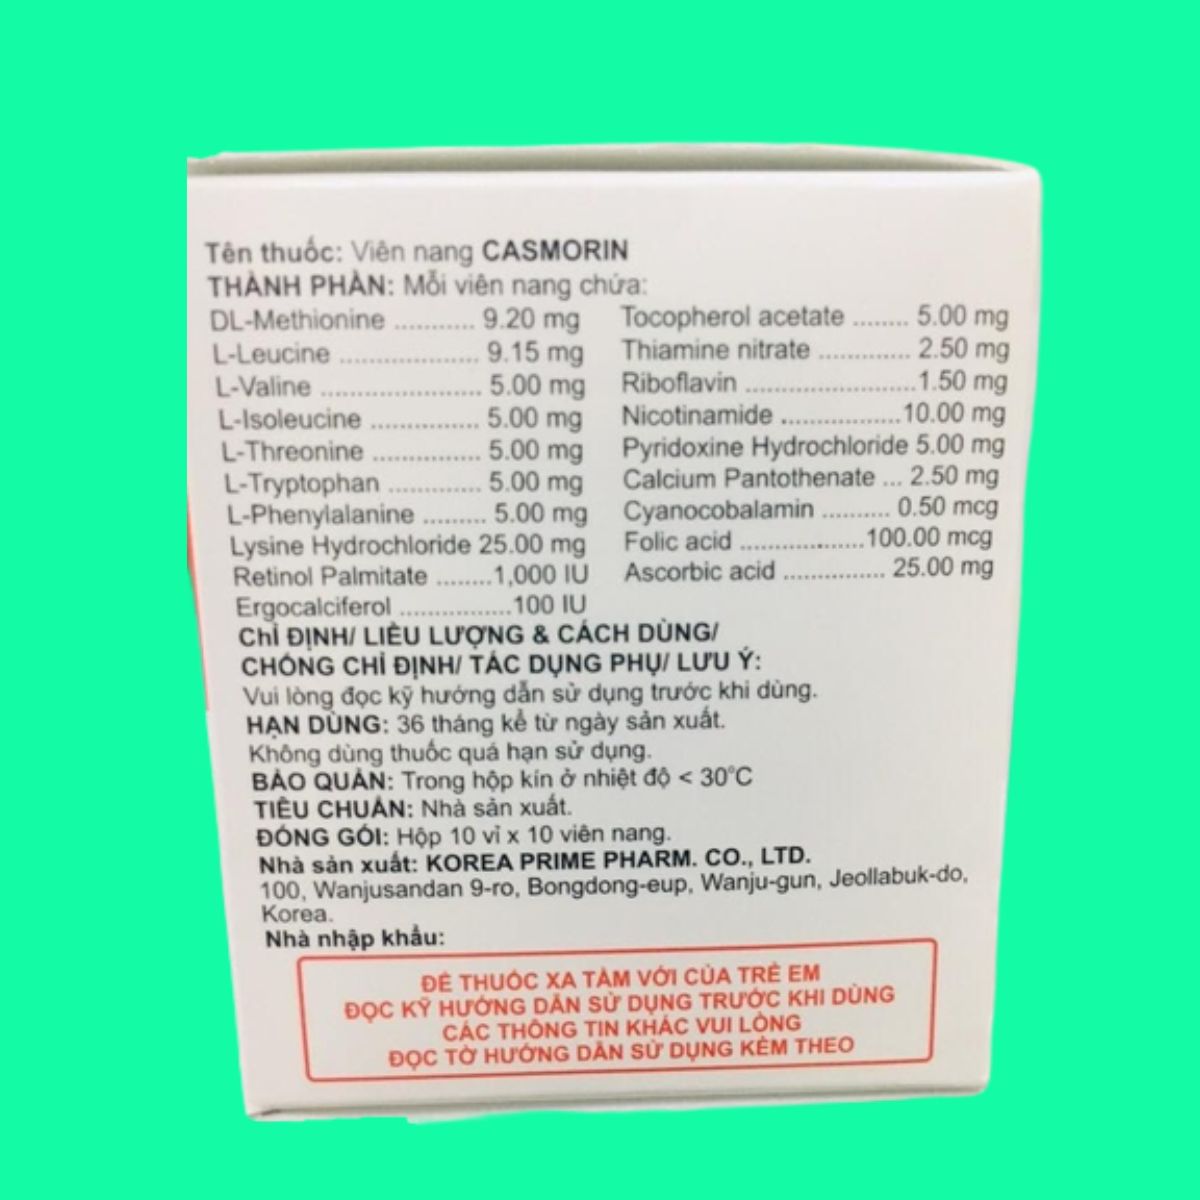 Tên thuốc: Viên nang CASMORIN
THÀNH PHẦN: Mỗi viên nang chứa:
DL-Methionine ........... 9.20 mg
L-Leucine ................... 9.15 mg
L-Valine ...................... 5.00 mg
L-Isoleucine ............... 5.00 mg
L-Threonine ............... 5.00 mg
L-Tryptophan ............. 5.00 mg
L-Phenylalanine ......... 5.00 mg
Lysine Hydrochloride 25.00 mg
Retinol Palmitate ........1,000 IU
Ergocalciferol ................100 IU
Tocopherol acetate ........ 5.00 mg
Thiamine nitrate ............. 2.50 mg
Riboflavin ........................1.50 mg
Nicotinamide .................10.00 mg
Pyridoxine Hydrochloride 5.00 mg
Calcium Pantothenate ... 2.50 mg
Cyanocobalamin .......... 0.50 mcg
Folic acid ..................100.00 mcg
Ascorbic acid ............... 25.00 mg
CHỈ ĐỊNH/ LIỀU LƯỢNG & CÁCH DÙNG/
CHỐNG CHỈ ĐỊNH/ TÁC DỤNG PHỤ/ LƯU Ý:
Vui lòng đọc kỹ hướng dẫn sử dụng trước khi dùng.
HẠN DÙNG: 36 tháng kể từ ngày sản xuất.
Không dùng thuốc quá hạn sử dụng.
BẢO QUẢN: Trong hộp kín ở nhiệt độ < 30°C
TIÊU CHUẨN: Nhà sản xuất.
ĐÓNG GÓI: Hộp 10 vỉ x 10 viên nang.
Nhà sản xuất: KOREA PRIME PHARM. CO., LTD.
100, Wanjusandan 9-ro, Bongdong-eup, Wanju-gun, Jeollabuk-do,
Korea.
Nhà nhập khẩu:
ĐỂ THUỐC XA TẦM VỚI CỦA TRẺ EM
ĐỌC KỸ HƯỚNG DẪN SỬ DỤNG TRƯỚC KHI DÙNG
CÁC THÔNG TIN KHÁC VUI LÒNG
ĐỌC TỜ HƯỚNG DẪN SỬ DỤNG KÈM THEO